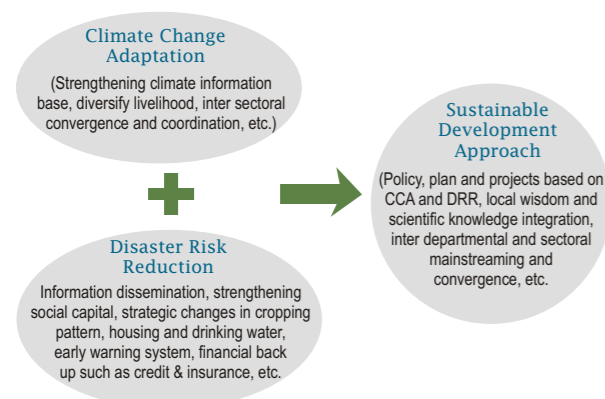 Climate Change
Adaptation
(Strengthening climate information
base, diversify livelihood, inter sectoral
convergence and coordination, etc.)
Disaster Risk
Reduction
Information dissemination, strengthening
social capital, strategic changes in cropping
pattern, housing and drinking water,
early warning system, financial back
up such as credit & insurance, etc.
Sustainable
Development
Approach
(Policy, plan and projects based on
CCA and DRR, local wisdom and
scientific knowledge integration,
inter departmental and sectoral
mainstreaming and
convergence, etc.